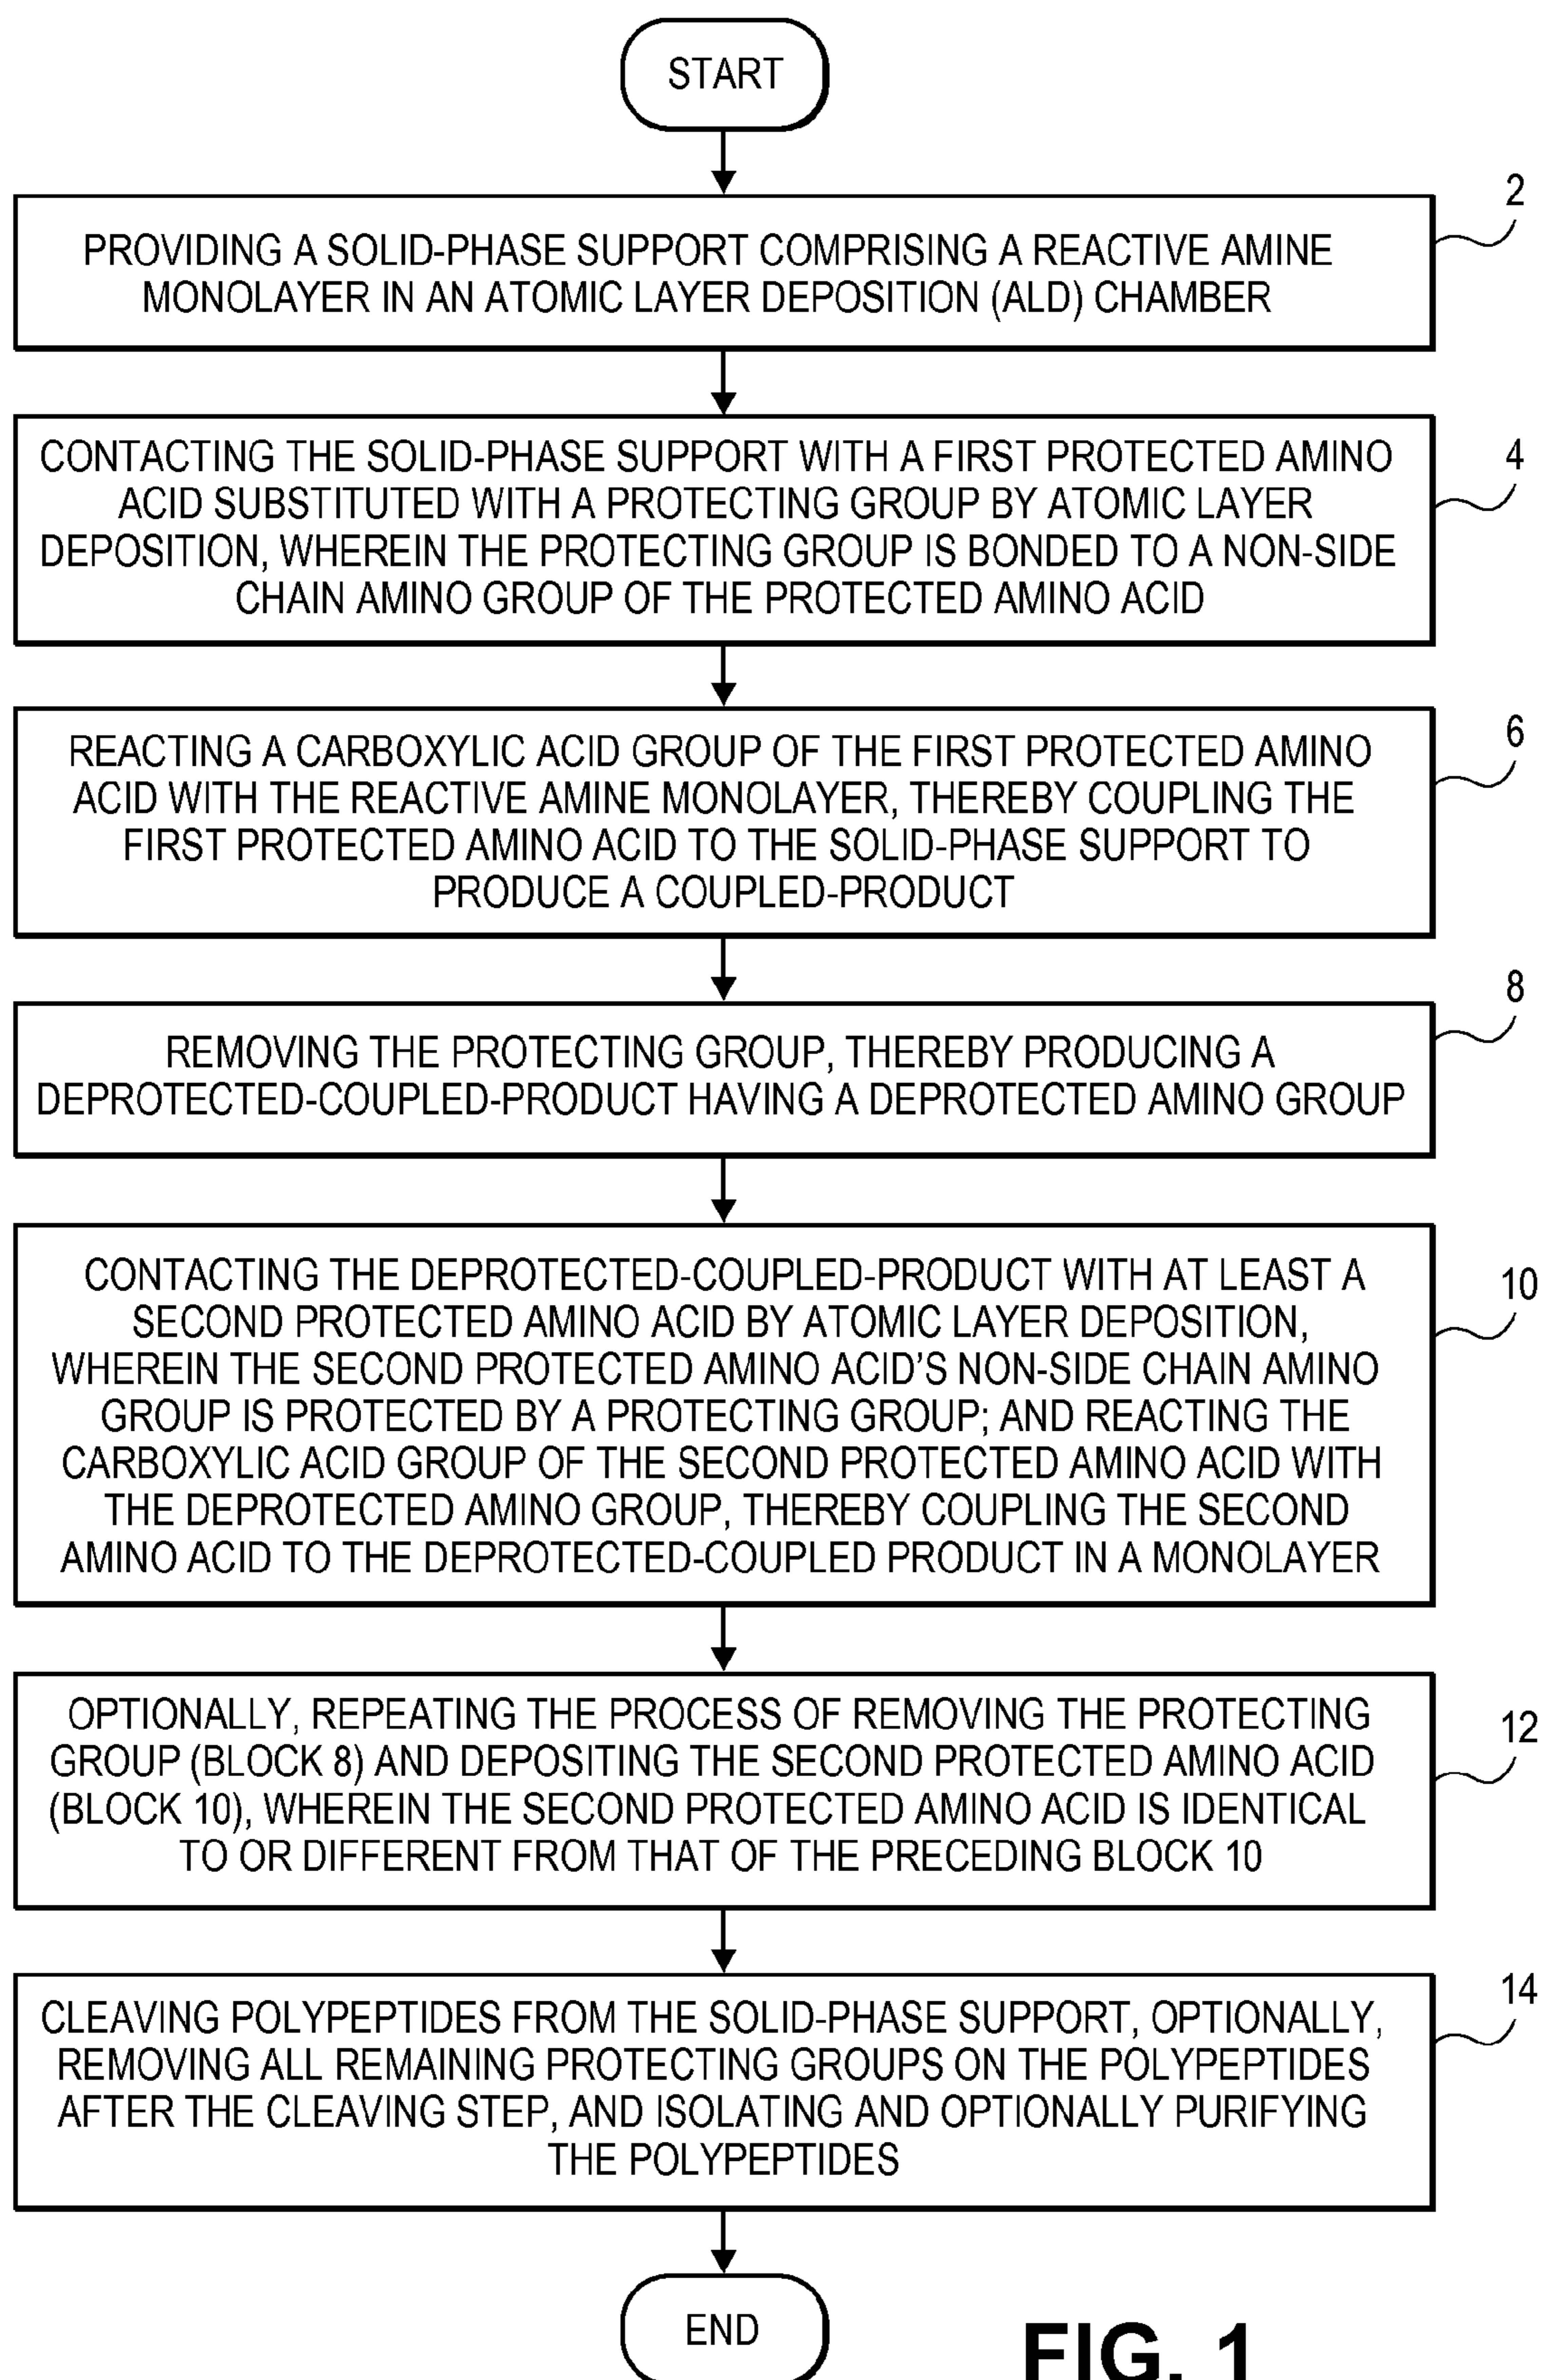 START
2
PROVIDING A SOLID-PHASE SUPPORT COMPRISING A REACTIVE AMINE
MONOLAYER IN AN ATOMIC LAYER DEPOSITION (ALD) CHAMBER
4
CONTACTING THE SOLID-PHASE SUPPORT WITH A FIRST PROTECTED AMINO
ACID SUBSTITUTED WITH A PROTECTING GROUP BY ATOMIC LAYER
DEPOSITION, WHEREIN THE PROTECTING GROUP IS BONDED TO A NON-SIDE
CHAIN AMINO GROUP OF THE PROTECTED AMINO ACID
6
REACTING A CARBOXYLIC ACID GROUP OF THE FIRST PROTECTED AMINO
ACID WITH THE REACTIVE AMINE MONOLAYER, THEREBY COUPLING THE
FIRST PROTECTED AMINO ACID TO THE SOLID-PHASE SUPPORT TO
PRODUCE A COUPLED-PRODUCT
8
REMOVING THE PROTECTING GROUP, THEREBY PRODUCING A
DEPROTECTED-COUPLED-PRODUCT HAVING A DEPROTECTED AMINO GROUP
10
CONTACTING THE DEPROTECTED-COUPLED-PRODUCT WITH AT LEAST A
SECOND PROTECTED AMINO ACID BY ATOMIC LAYER DEPOSITION,
WHEREIN THE SECOND PROTECTED AMINO ACID'S NON-SIDE CHAIN AMINO
GROUP IS PROTECTED BY A PROTECTING GROUP; AND REACTING THE
CARBOXYLIC ACID GROUP OF THE SECOND PROTECTED AMINO ACID WITH
THE DEPROTECTED AMINO GROUP, THEREBY COUPLING THE SECOND
AMINO ACID TO THE DEPROTECTED-COUPLED PRODUCT IN A MONOLAYER
12
OPTIONALLY, REPEATING THE PROCESS OF REMOVING THE PROTECTING
GROUP (BLOCK 8) AND DEPOSITING THE SECOND PROTECTED AMINO ACID
(BLOCK 10), WHEREIN THE SECOND PROTECTED AMINO ACID IS IDENTICAL
TO OR DIFFERENT FROM THAT OF THE PRECEDING BLOCK 10
14
CLEAVING POLYPEPTIDES FROM THE SOLID-PHASE SUPPORT, OPTIONALLY,
REMOVING ALL REMAINING PROTECTING GROUPS ON THE POLYPEPTIDES
AFTER THE CLEAVING STEP, AND ISOLATING AND OPTIONALLY PURIFYING
THE POLYPEPTIDES
END
FIG. 1